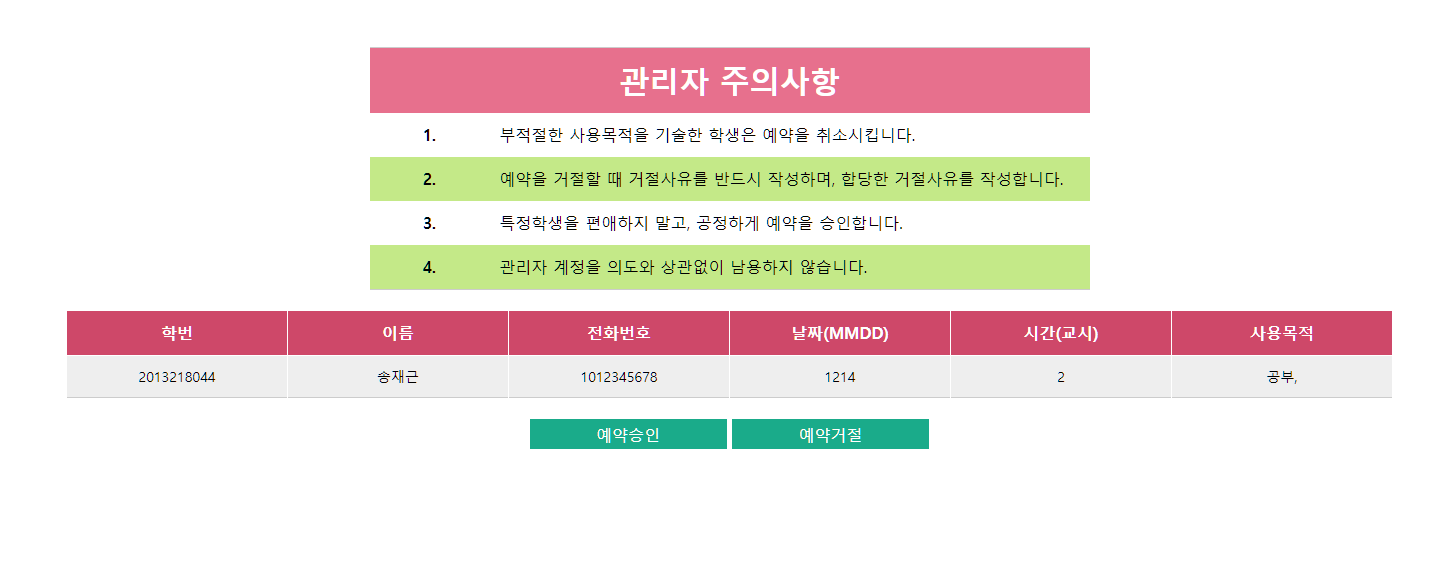 관리자 주의사항
1. 부적절한 사용목적을 기술한 학생은 예약을 취소시킵니다.
2. 예약을 거절할 때 거절사유를 반드시 작성하며, 합당한 거절사유를 작성합니다.
3. 특정학생을 편애하지 말고, 공정하게 예약을 승인합니다.
4. 관리자 계정을 의도와 상관없이 남용하지 않습니다.
학번 이름 전화번호 날짜(MMDD) 시간(교시) 사용목적
2013218044 송재근 1012345678 1214 2 공부,
예약승인 예약거절